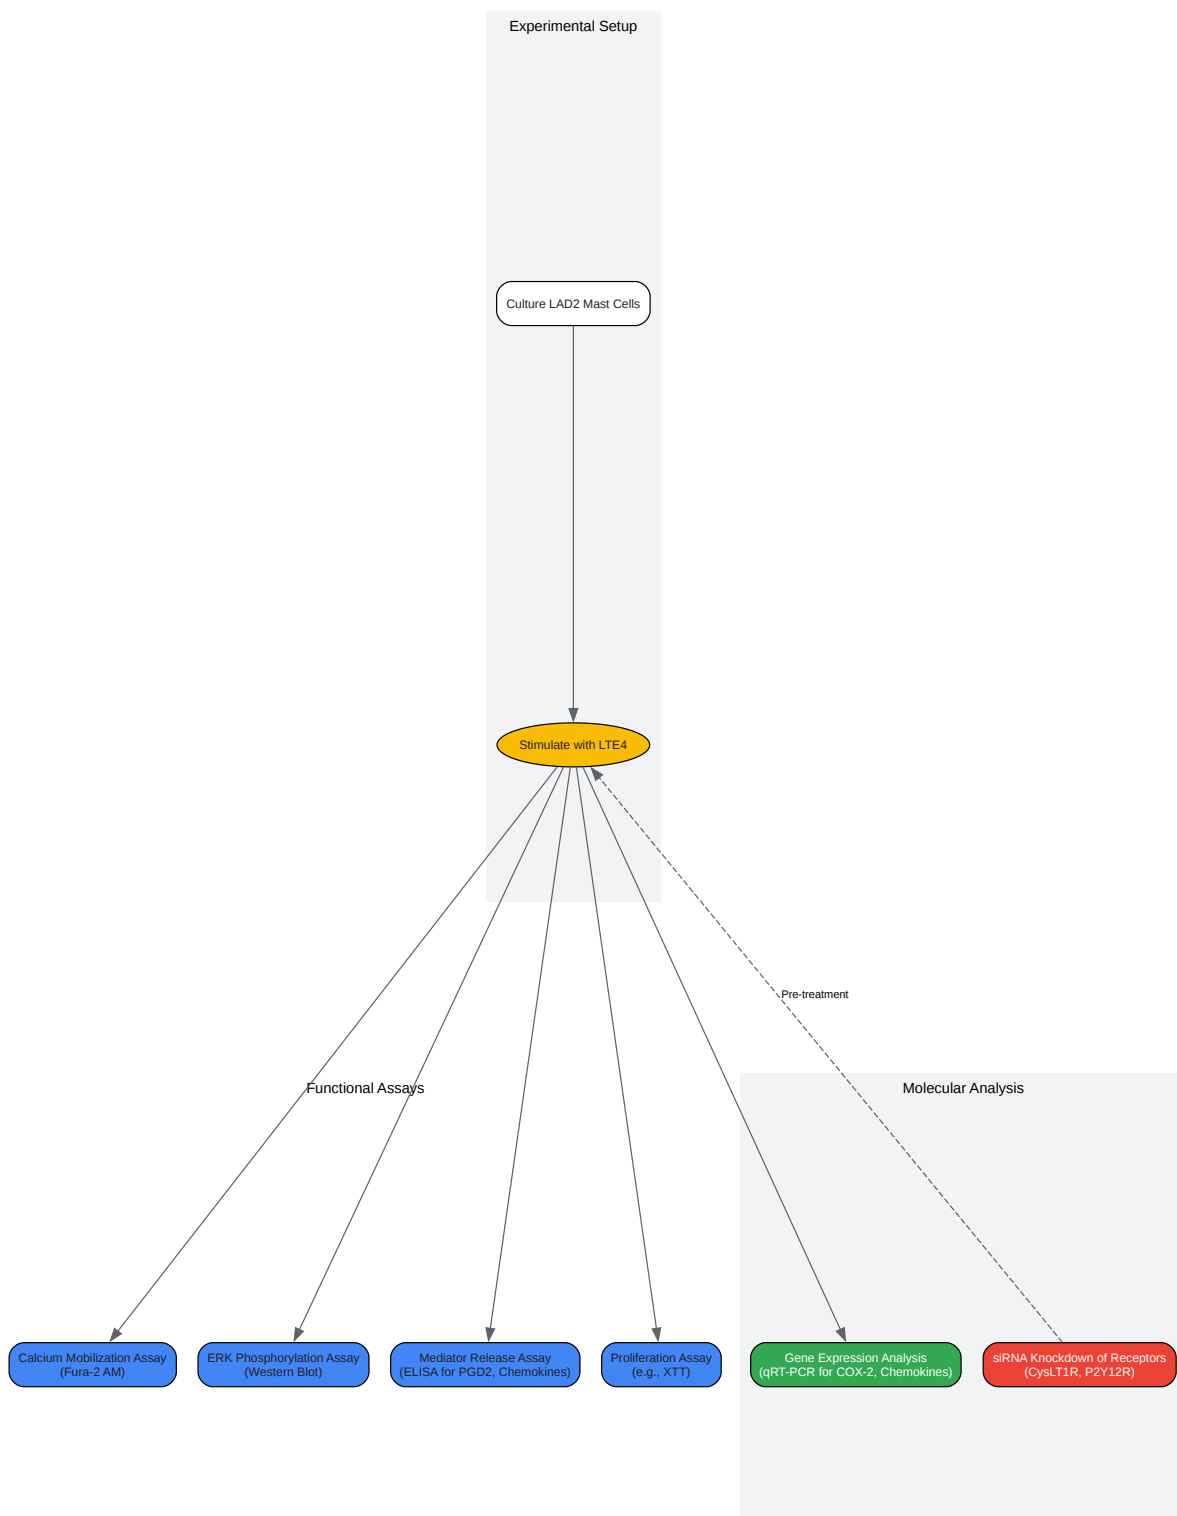 Experimental Setup
Culture LAD2 Mast Cells
Stimulate with LTE4
Pre-treatment
Functional Assays
Molecular Analysis
Calcium Mobilization Assay
(Fura-2 AM)
ERK Phosphorylation Assay
(Western Blot)
Mediator Release Assay
(ELISA for PGD2, Chemokines)
Proliferation Assay
(e.g., XTT)
Gene Expression Analysis
(qRT-PCR for COX-2, Chemokines)
siRNA Knockdown of Receptors
(CysLT1R, P2Y12R)